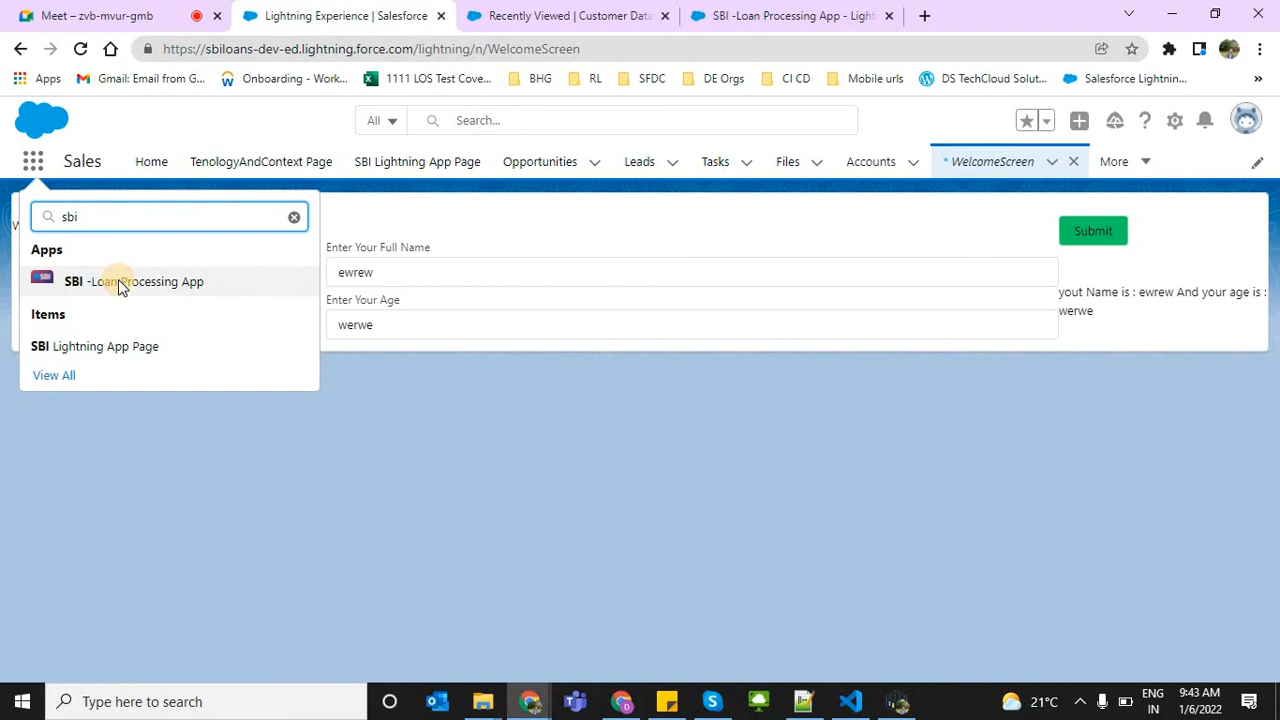 Meet – zvb-mvur-gmb
Lightning Experience | Salesforce
Recently Viewed | Customer Data
SBI -Loan Processing App - Light
https://sbiloans-dev-ed.lightning.force.com/lightning/n/WelcomeScreen
Apps
Gmail: Email from G...
Onboarding - Work...
1111 LOS Test Cove...
BHG
RL
SFDC
DE Orgs
CI CD
Mobile urls
DS TechCloud Solut...
Salesforce Lightnin...
All
Search...
Sales
Home
TenologyAndContext Page
SBI Lightning App Page
Opportunities
Leads
Tasks
Files
Accounts
* WelcomeScreen
More
sbi
Apps
SBI -Loan Processing App
Items
SBI Lightning App Page
View All
Enter Your Full Name
ewrew
Enter Your Age
werwe
Submit
yout Name is : ewrew And your age is :
werwe
Type here to search
21°C
ENG
IN
9:43 AM
1/6/2022